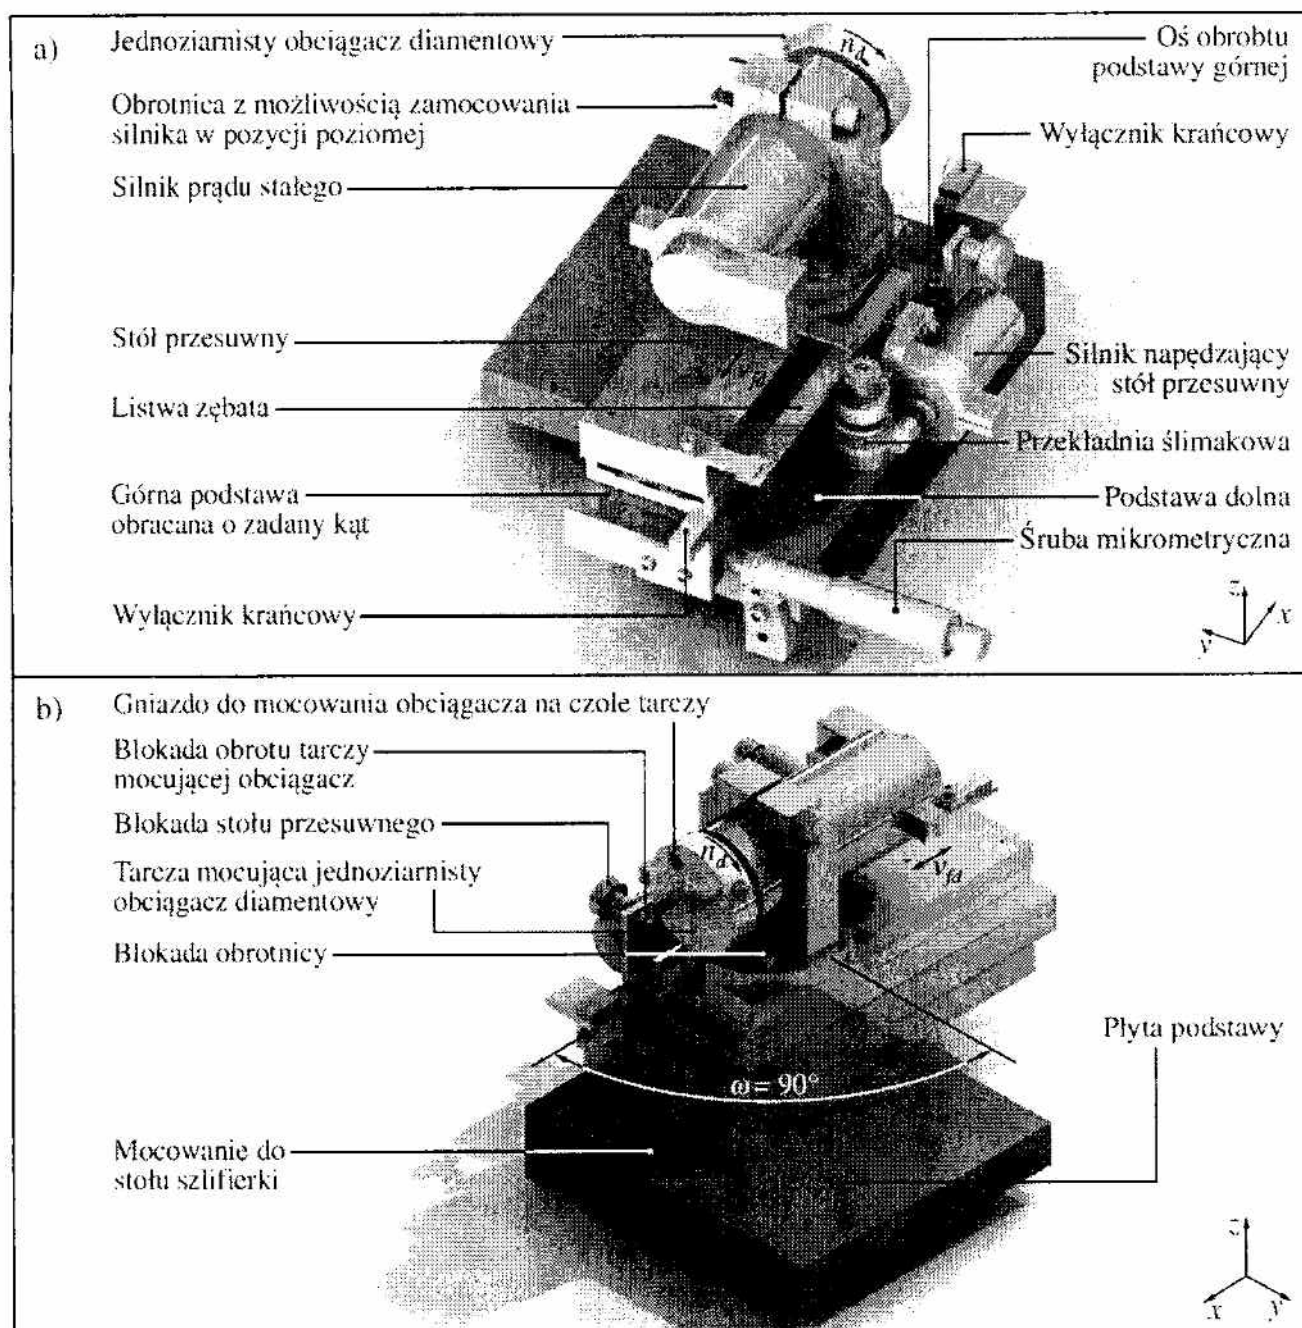 a)
Jednoziarnisty obciągacz diamentowy
n_d
Oś obrobtu
podstawy górnej
Obrotnica z możliwością zamocowania
silnika w pozycji poziomej
Wyłącznik krańcowy
Silnik prądu stałego
Stół przesuwny
v_fd
Silnik napędzający
stół przesuwny
Listwa zębata
Przekładnia ślimakowa
Górna podstawa
obracana o zadany kąt
Podstawa dolna
Śruba mikrometryczna
Wyłącznik krańcowy
z
x
y
b)
Gniazdo do mocowania obciągacza na czole tarczy
Blokada obrotu tarczy
mocującej obciągacz
Blokada stołu przesuwnego
n_d
v_fd
Tarcza mocująca jednoziarnisty
obciągacz diamentowy
Blokada obrotnicy
Płyta podstawy
ω = 90°
Mocowanie do
stołu szlifierki
z
x
y